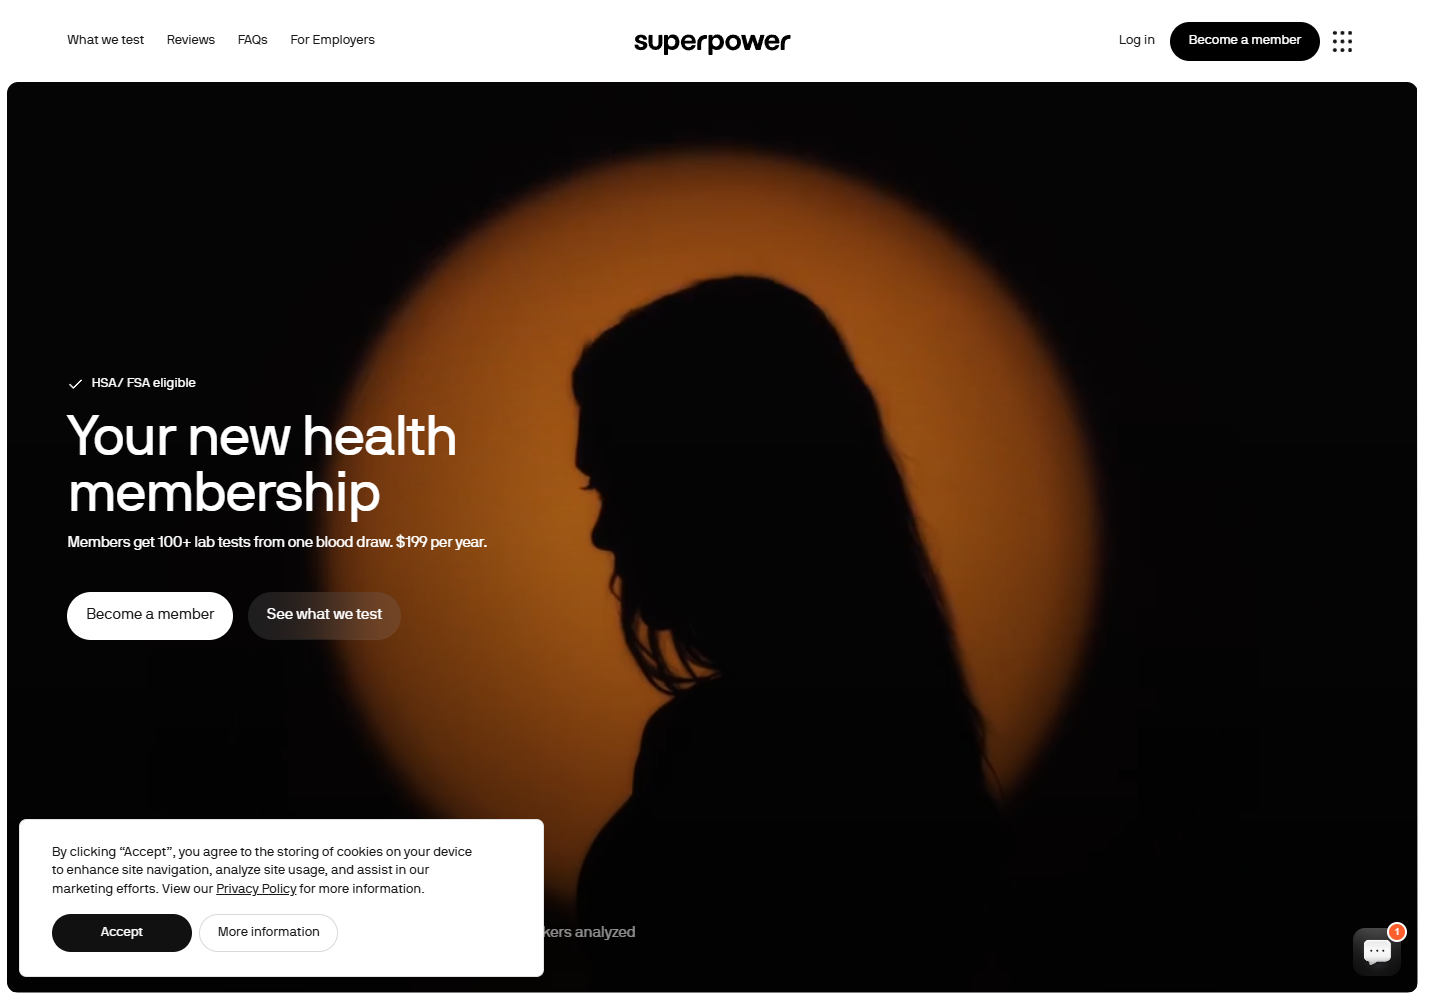 What we test
Reviews
FAQs
For Employers
superpower
Log in
Become a member
HSA/ FSA eligible
Your new health
membership
Members get 100+ lab tests from one blood draw. $199 per year.
Become a member
See what we test
By clicking “Accept”, you agree to the storing of cookies on your device
to enhance site navigation, analyze site usage, and assist in our
marketing efforts. View our Privacy Policy for more information.
Accept
More information
analyzed
1